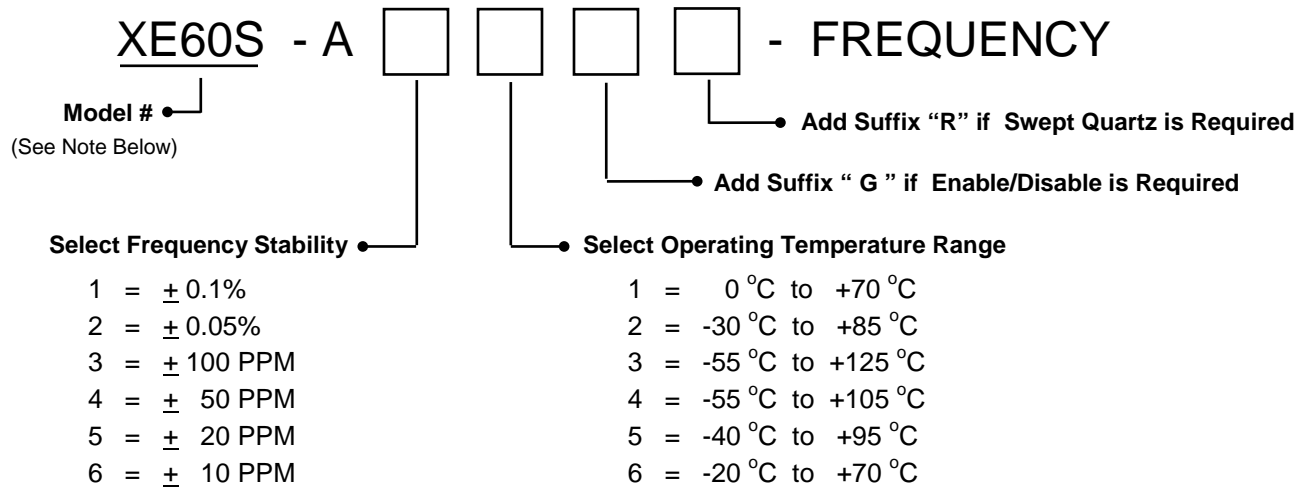 XE60S - A - FREQUENCY
Model #
(See Note Below)
Add Suffix “R” if Swept Quartz is Required
Add Suffix “ G ” if Enable/Disable is Required
Select Frequency Stability
1 = ± 0.1%
2 = ± 0.05%
3 = ± 100 PPM
4 = ± 50 PPM
5 = ± 20 PPM
6 = ± 10 PPM
Select Operating Temperature Range
1 = 0 °C to +70 °C
2 = -30 °C to +85 °C
3 = -55 °C to +125 °C
4 = -55 °C to +105 °C
5 = -40 °C to +95 °C
6 = -20 °C to +70 °C